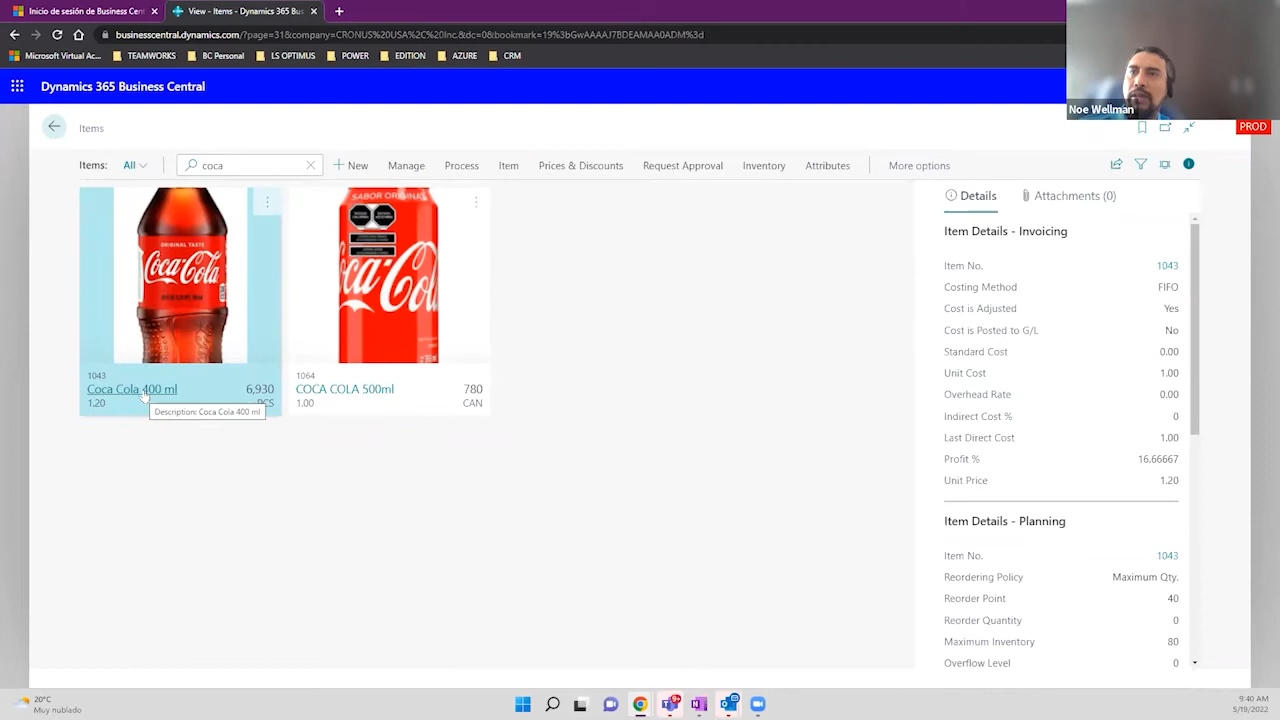 Inicio de sesión de Business Cent
View - Items - Dynamics 365 Bus
businesscentral.dynamics.com/?page=31&company=CRONUS%20USA%2C%20Inc.&dc=0&bookmark=19%3bGwAAAAJ7BDEAMAA0ADM%3d
Microsoft Virtual Ac...
TEAMWORKS
BC Personal
LS OPTIMUS
POWER
EDITION
AZURE
CRM
Dynamics 365 Business Central
Noe Wellman
Items
PROD
Items:
All
coca
New
Manage
Process
Item
Prices & Discounts
Request Approval
Inventory
Attributes
More options
ORIGINAL TASTE
Coca-Cola
SABOR ORIGINAL
1043
Coca Cola 400 ml
6,930
1.20
PCS
Description: Coca Cola 400 ml
1064
COCA COLA 500ml
780
1.00
CAN
Details
Attachments (0)
Item Details - Invoicing
Item No. 1043
Costing Method FIFO
Cost is Adjusted Yes
Cost is Posted to G/L No
Standard Cost 0.00
Unit Cost 1.00
Overhead Rate 0.00
Indirect Cost % 0
Last Direct Cost 1.00
Profit % 16.66667
Unit Price 1.20
Item Details - Planning
Item No. 1043
Reordering Policy Maximum Qty.
Reorder Point 40
Reorder Quantity 0
Maximum Inventory 80
Overflow Level 0
20°C
Muy nublado
9:40 AM
5/19/2022